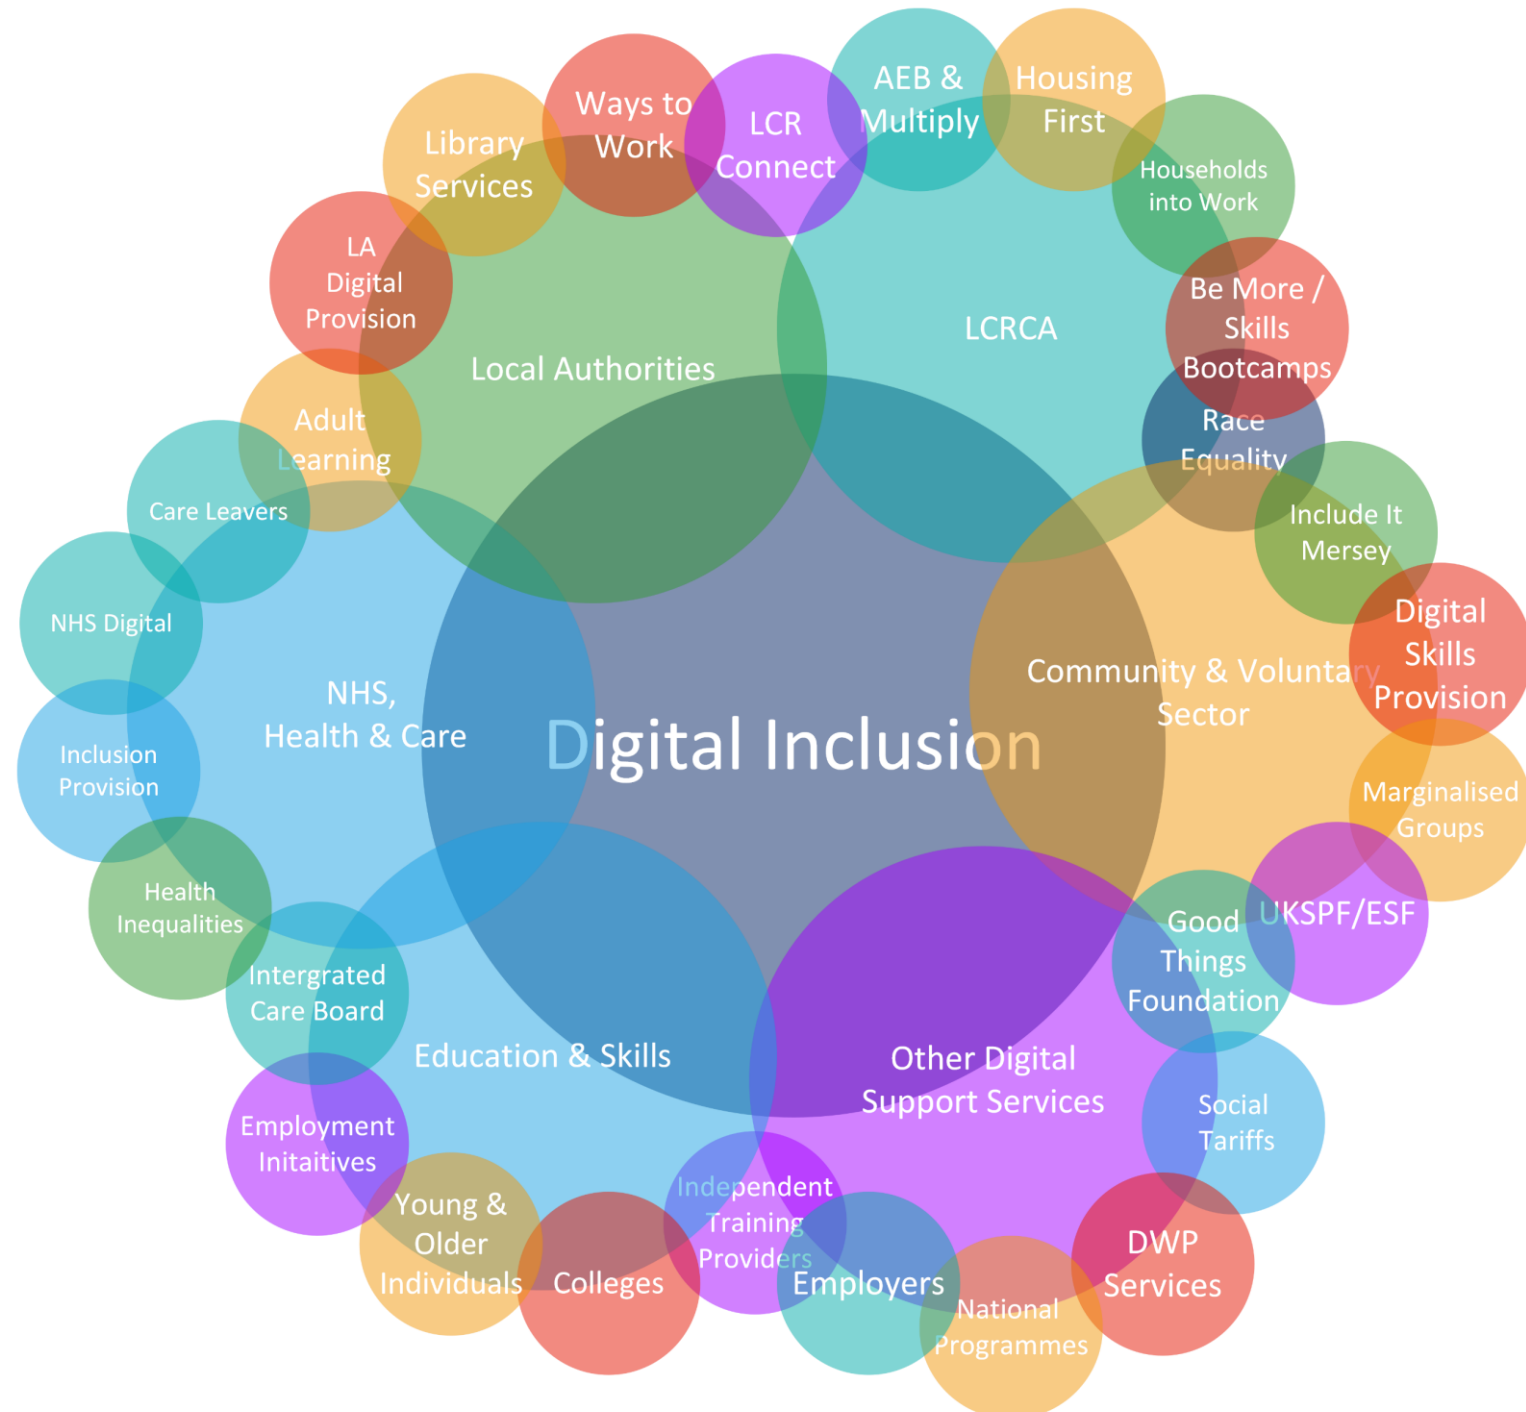 AEB &
Multiply
Housing
First
Ways to
Work
LCR
Connect
Library
Services
Households
into Work
LA
Digital
Provision
Be More /
Skills
Bootcamps
LCRCA
Local Authorities
Adult
Learning
Race
Equality
Care Leavers
Include It
Mersey
NHS Digital
Digital
Skills
Provision
NHS,
Health & Care
Community & Voluntary
Sector
Digital Inclusion
Inclusion
Provision
Marginalised
Groups
Health
Inequalities
UKSPF/ESF
Good
Things
Foundation
Intergrated
Care Board
Education & Skills
Other Digital
Support Services
Social
Tariffs
Employment
Initaitives
Young &
Older
Individuals
Colleges
Independent
Training
Providers
Employers
National
Programmes
DWP
Services